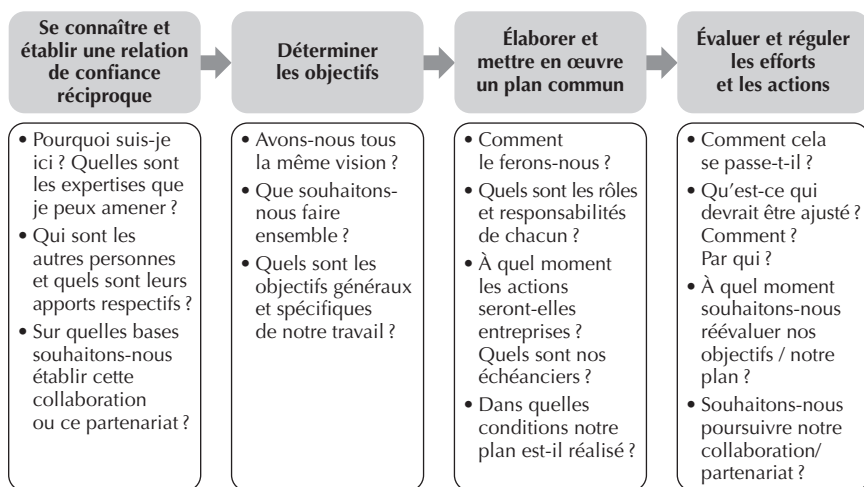 Se connaître et
établir une relation
de confiance
réciproque
Déterminer
les objectifs
Élaborer et
mettre en œuvre
un plan commun
Évaluer et réguler
les efforts
et les actions
• Pourquoi suis-je
ici ? Quelles sont
les expertises que
je peux amener ?
• Qui sont les
autres personnes
et quels sont leurs
apports respectifs ?
• Sur quelles bases
souhaitons-nous
établir cette
collaboration
ou ce partenariat ?
• Avons-nous tous
la même vision ?
• Que souhaitons-
nous faire
ensemble ?
• Quels sont les
objectifs généraux
et spécifiques
de notre travail ?
• Comment
le ferons-nous ?
• Quels sont les rôles
et responsabilités
de chacun ?
• À quel moment
les actions
seront-elles
entreprises ?
Quels sont nos
échéanciers ?
• Dans quelles
conditions notre
plan est-il réalisé ?
• Comment cela
se passe-t-il ?
• Qu’est-ce qui
devrait être ajusté ?
Comment ?
Par qui ?
• À quel moment
souhaitons-nous
réévaluer nos
objectifs / notre
plan ?
• Souhaitons-nous
poursuivre notre
collaboration/
partenariat ?